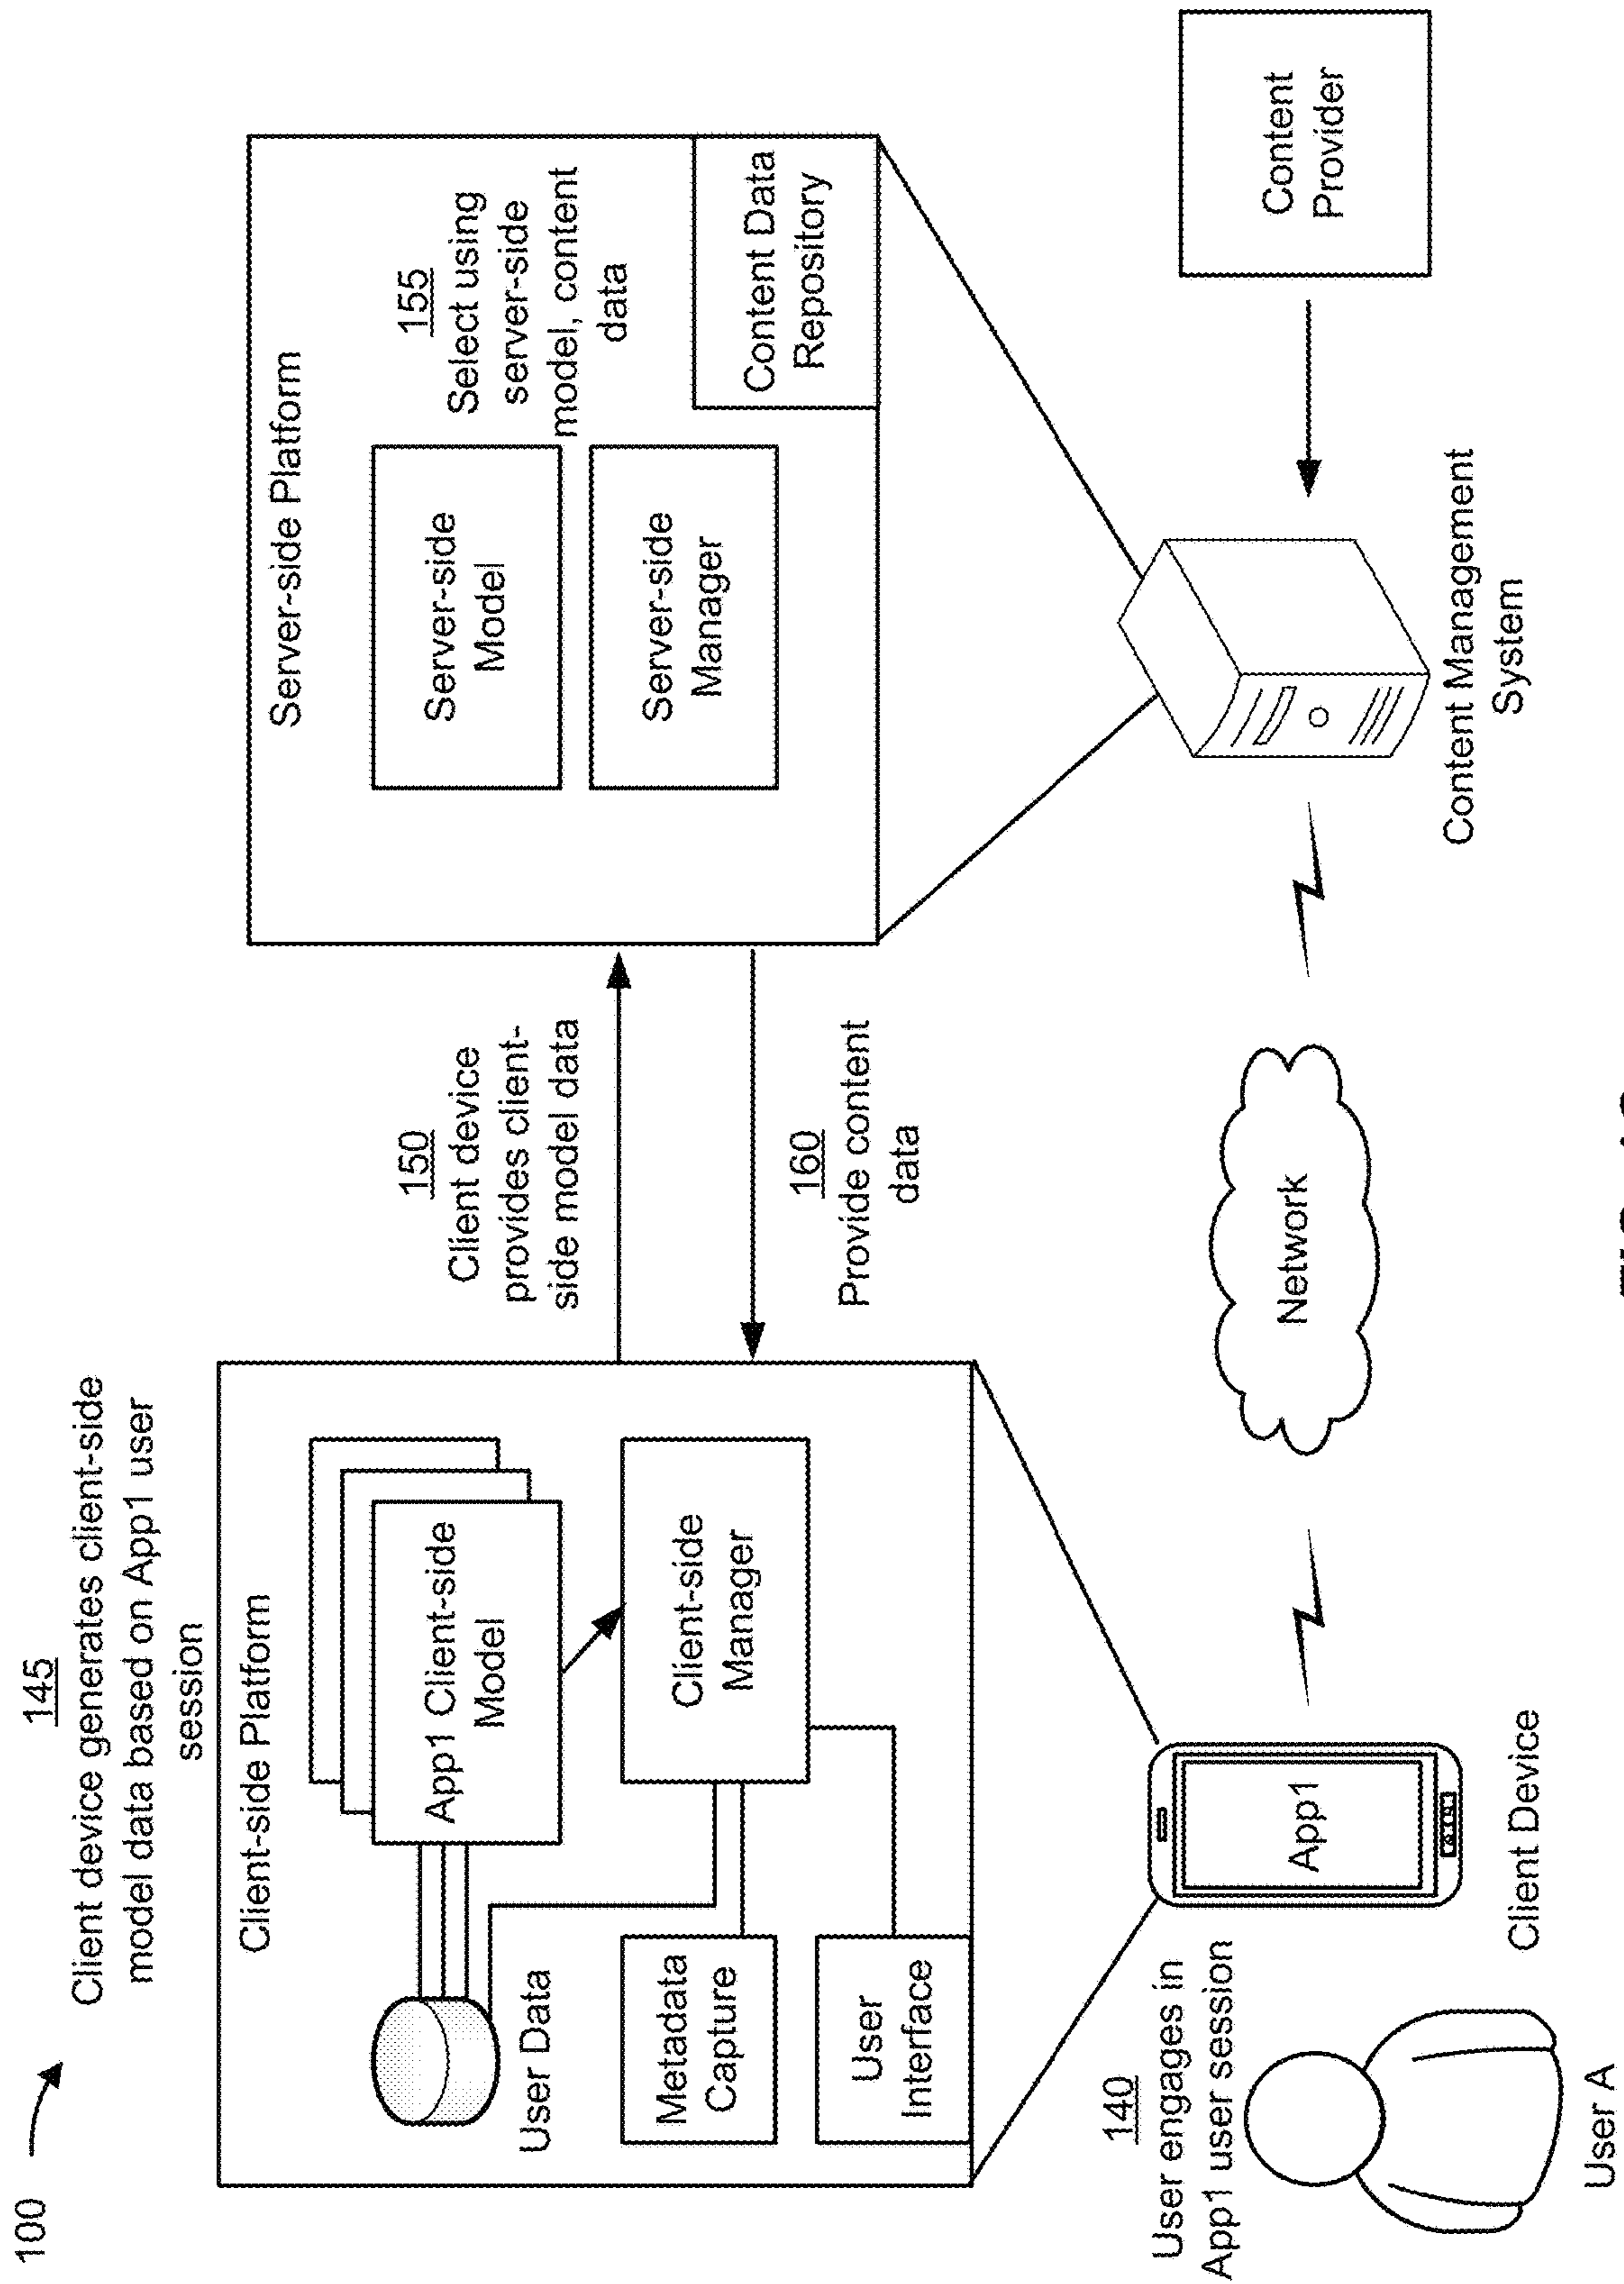 100
145
Client device generates client-side
model data based on App1 user
session
Client-side Platform
User Data
App1 Client-side
Model
Metadata
Capture
Client-side
Manager
User
Interface
150
Client device
provides client-
side model data
160
Provide content
data
Server-side Platform
Server-side
Model
Server-side
Manager
155
Select using
server-side
model, content
data
Content Data
Repository
140
User engages in
App1 user session
User A
App1
Client Device
Network
Content Management
System
Content
Provider